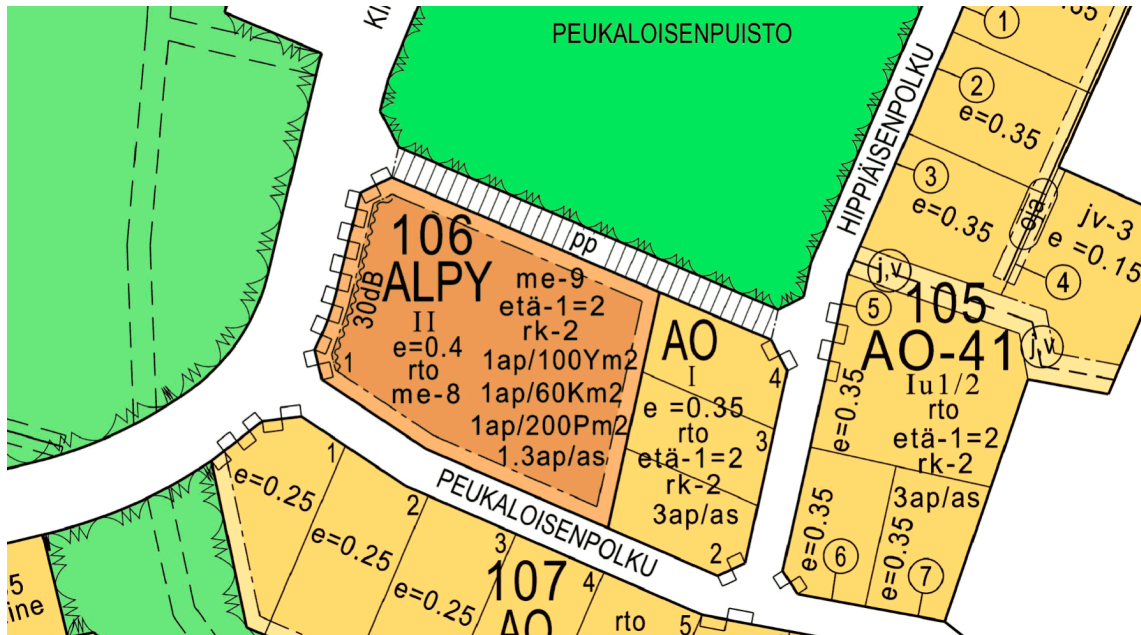 PEUKALOISENPUISTO
HIPPIÄISENPOLKU
1
2
e=0.35
3
e=0.35
oja
jv-3
e =0.15
4
j,v
5
105
AO-41
j,v
Iu1/2
rto
etä-1=2
rk-2
3ap/as
e=0.35
e=0.35
e=0.35
6
7
pp
106
ALPY
II
e=0.4
rto
me-8
30dB
1
me-9
etä-1=2
rk-2
1ap/100Ym2
1ap/60Km2
1ap/200Pm2
1.3ap/as
AO
I
e =0.35
rto
etä-1=2
rk-2
3ap/as
4
3
2
PEUKALOISENPOLKU
1
e=0.25
2
e=0.25
3
e=0.25
107
AO
4
rto
5